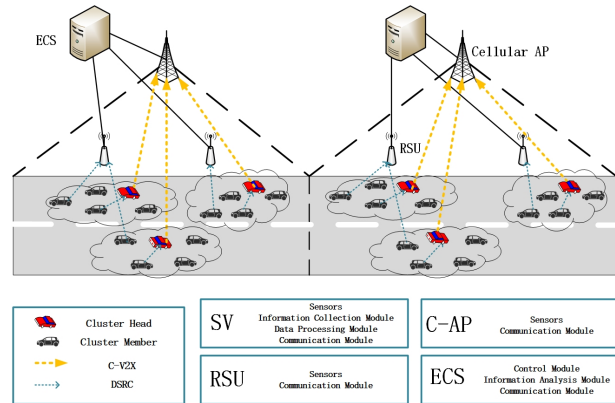 ECS
Cellular AP
RSU
Cluster Head
Cluster Member
C-V2X
DSRC
SV
Sensors
Information Collection Module
Data Processing Module
Communication Module
C-AP
Sensors
Communication Module
RSU
Sensors
Communication Module
ECS
Control Module
Information Analysis Module
Communication Module